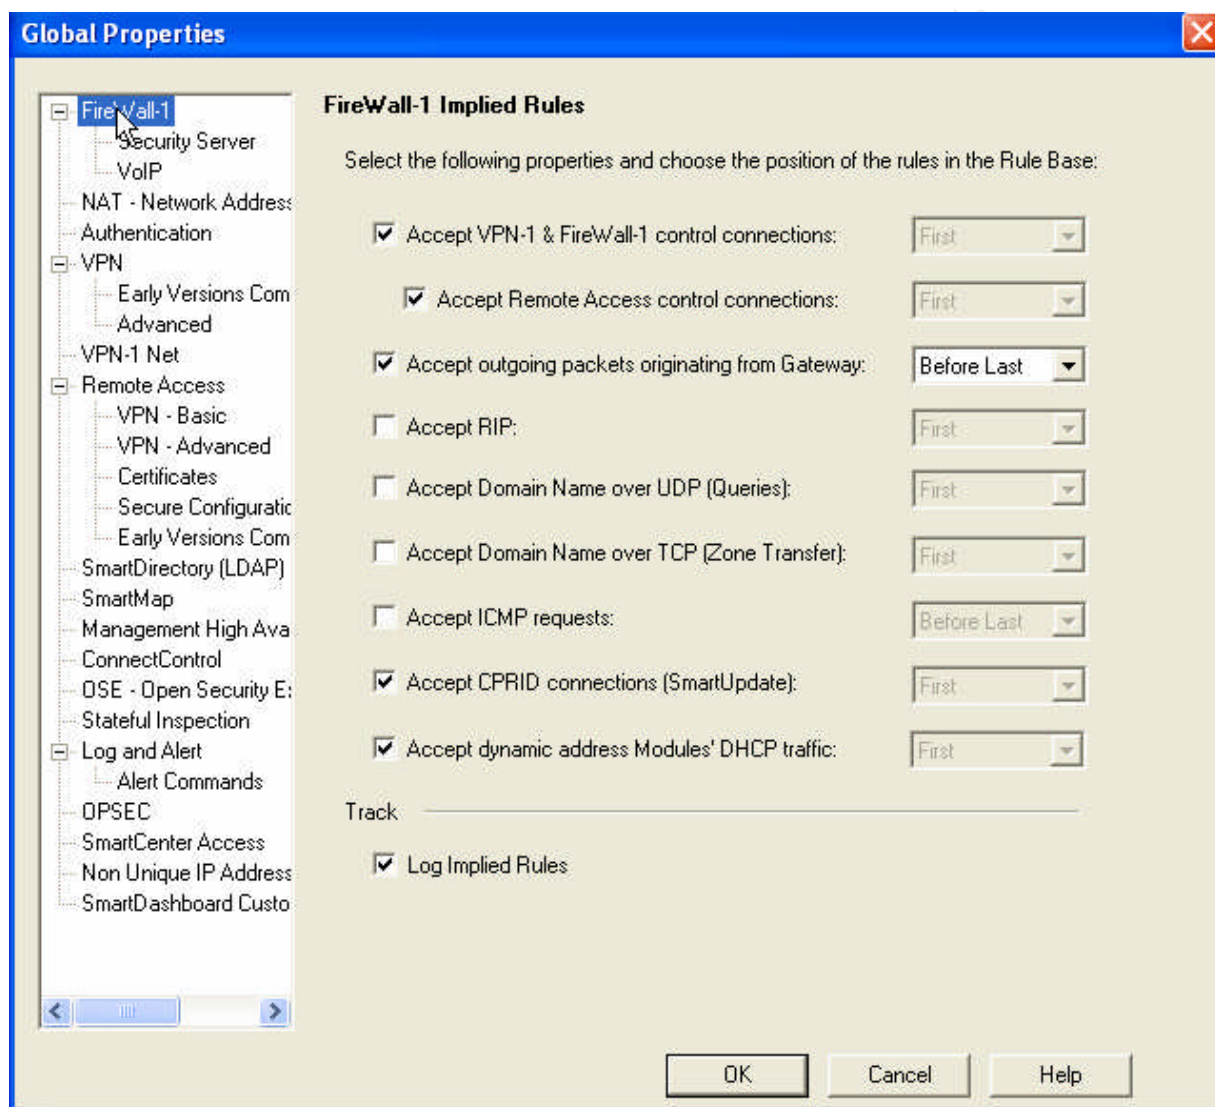 Global Properties
FireWall-1
Security Server
VoIP
NAT - Network Address
Authentication
VPN
Early Versions Com
Advanced
VPN-1 Net
Remote Access
VPN - Basic
VPN - Advanced
Certificates
Secure Configuratic
Early Versions Com
SmartDirectory (LDAP)
SmartMap
Management High Ava
ConnectControl
OSE - Open Security E
Stateful Inspection
Log and Alert
Alert Commands
OPSEC
SmartCenter Access
Non Unique IP Address
SmartDashboard Custo
FireWall-1 Implied Rules
Select the following properties and choose the position of the rules in the Rule Base:
Accept VPN-1 & FireWall-1 control connections: First
Accept Remote Access control connections: First
Accept outgoing packets originating from Gateway: Before Last
Accept RIP: First
Accept Domain Name over UDP (Queries): First
Accept Domain Name over TCP (Zone Transfer): First
Accept ICMP requests: Before Last
Accept CPRID connections (SmartUpdate): First
Accept dynamic address Modules' DHCP traffic: First
Track
Log Implied Rules
OK Cancel Help